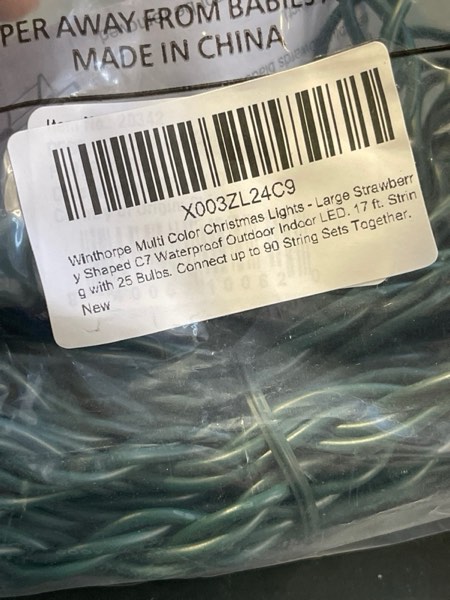 PER AWAY FROM BABIES
MADE IN CHINA
X003ZL24C9
Winthorpe Multi Color Christmas Lights - Large Strawberr
y Shaped C7 Waterproof Outdoor Indoor LED. 17 ft. Strin
g with 25 Bulbs. Connect up to 90 String Sets Together.
New